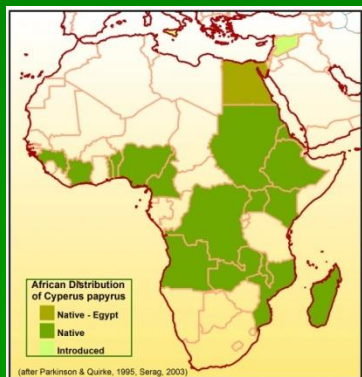 African Distribution
of Cyperus papyrus
Native - Egypt
Native
Introduced
(after Parkinson & Quirke, 1995, Serag, 2003)